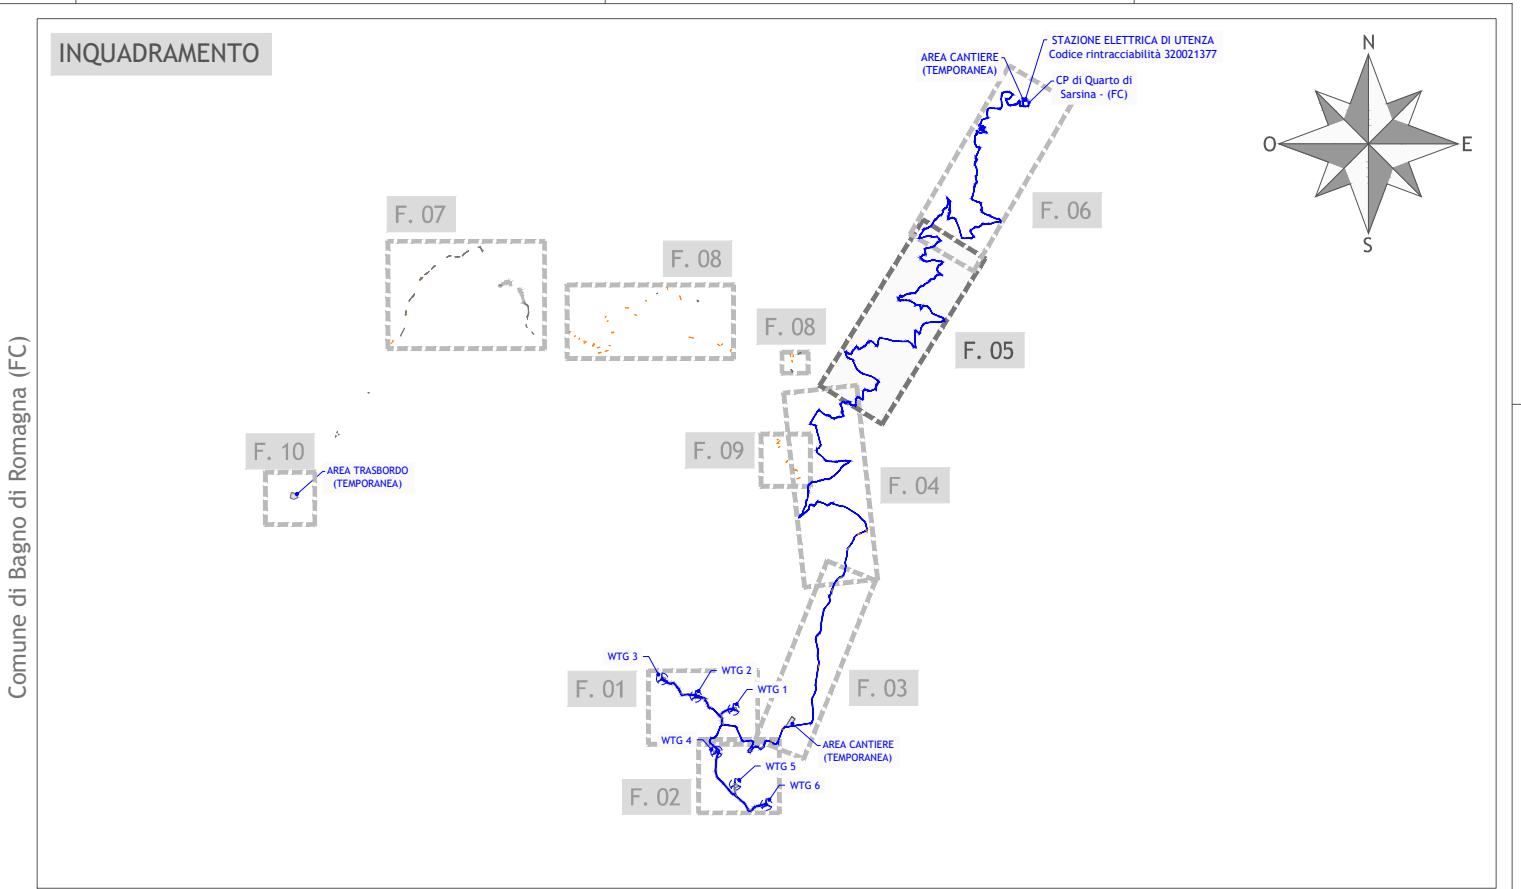 INQUADRAMENTO
STAZIONE ELETTRICA DI UTENZA
Codice rintracciabilità 320021377
AREA CANTIERE
(TEMPORANEA)
CP di Quarto di
Sarsina - (FC)
N
O
E
S
F. 07
F. 06
F. 08
F. 08
F. 05
F. 10
AREA TRASBORDO
(TEMPORANEA)
F. 09
F. 04
Comune di Bagno di Romagna (FC)
WTG 3
WTG 2
F. 01
WTG 1
F. 03
WTG 4
AREA CANTIERE
(TEMPORANEA)
WTG 5
WTG 6
F. 02